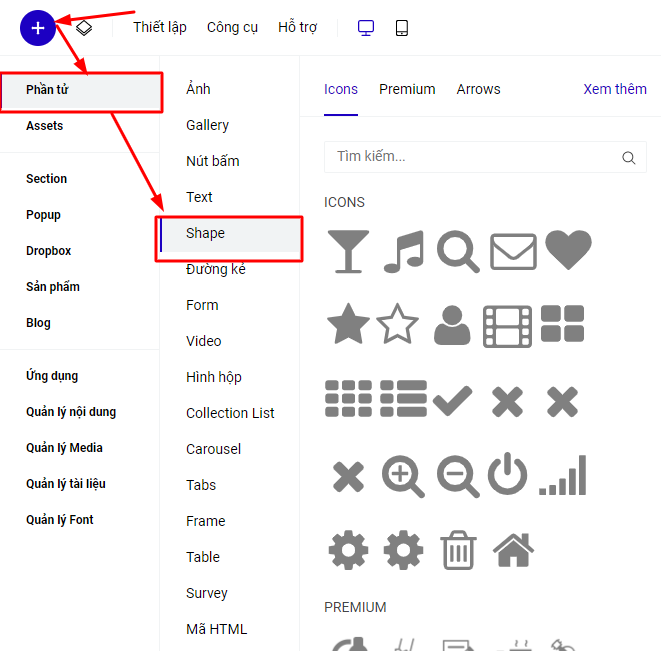 Thiết lập Công cụ Hỗ trợ
Phần tử
Assets
Section
Popup
Dropbox
Sản phẩm
Blog
Ứng dụng
Quản lý nội dung
Quản lý Media
Quản lý tài liệu
Quản lý Font
Ảnh
Gallery
Nút bấm
Text
Shape
Đường kẻ
Form
Video
Hình hộp
Collection List
Carousel
Tabs
Frame
Table
Survey
Mã HTML
Icons Premium Arrows Xem thêm
Tìm kiếm...
ICONS
PREMIUM